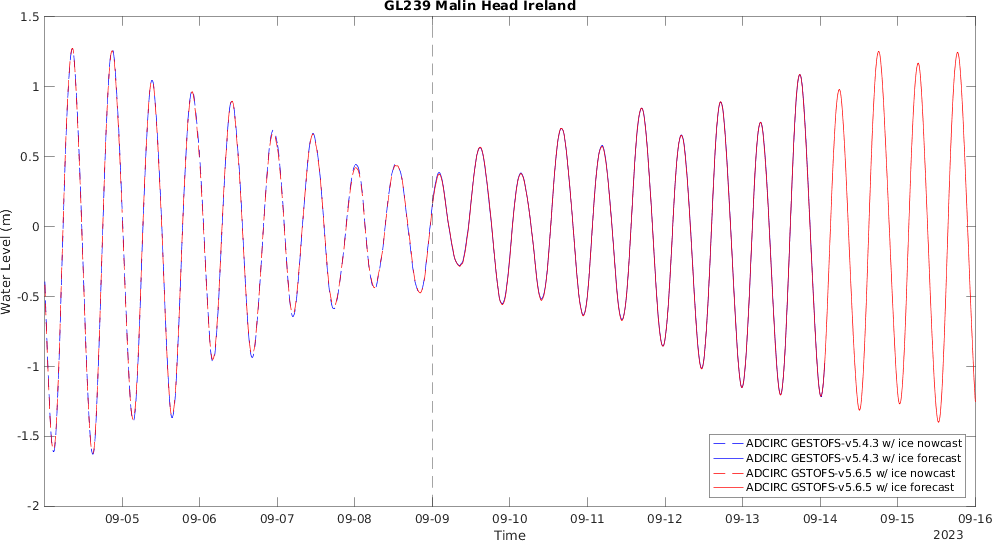 GL239 Malin Head Ireland
1.5
1
0.5
0
-0.5
-1
-1.5
-2
Water Level (m)
ADCIRC GESTOFS-v5.4.3 w/ ice nowcast
ADCIRC GESTOFS-v5.4.3 w/ ice forecast
ADCIRC GSTOFS-v5.6.5 w/ ice nowcast
ADCIRC GSTOFS-v5.6.5 w/ ice forecast
09-05 09-06 09-07 09-08 09-09 09-10 09-11 09-12 09-13 09-14 09-15 09-16
Time
2023